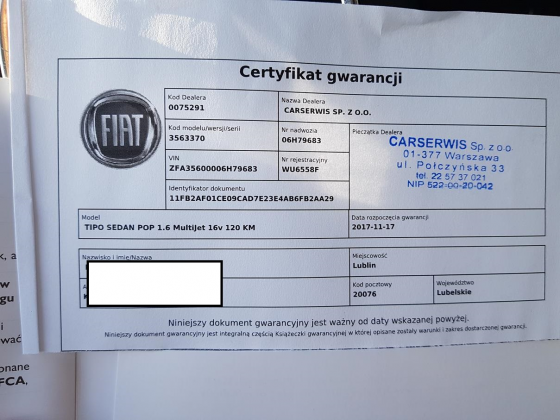 Certyfikat gwarancji
FIAT
Kod Dealera
0075291
Nazwa Dealera
CARSERWIS SP. Z O.O.
Kod modelu/wersji/serii
3563370
Nr nadwozia
06H79683
Pieczątka Dealera
CARSERWIS Sp. z o.o.
01-377 Warszawa
ul. Połczyńska 33
tel. 22 57 37 021
NIP 522-00-20-042
VIN
ZFA35600006H79683
Nr rejestracyjny
WU6558F
Identyfikator dokumentu
11FB2AF01CE09CAD7E23E4AB6FB2AA29
Model
TIPO SEDAN POP 1.6 MultiJet 16v 120 KM
Data rozpoczęcia gwarancji
2017-11-17
Nazwisko i imię/Nazwa
Miejscowość
Lublin
Kod pocztowy
20076
Województwo
Lubelskie
Niniejszy dokument gwarancyjny jest ważny od daty wskazanej powyżej.
Niniejszy dokument gwarancyjny jest integralną częścią Książeczki gwarancyjnej w której opisane zostały warunki i zakres dostarczonej gwarancji.
FCA,